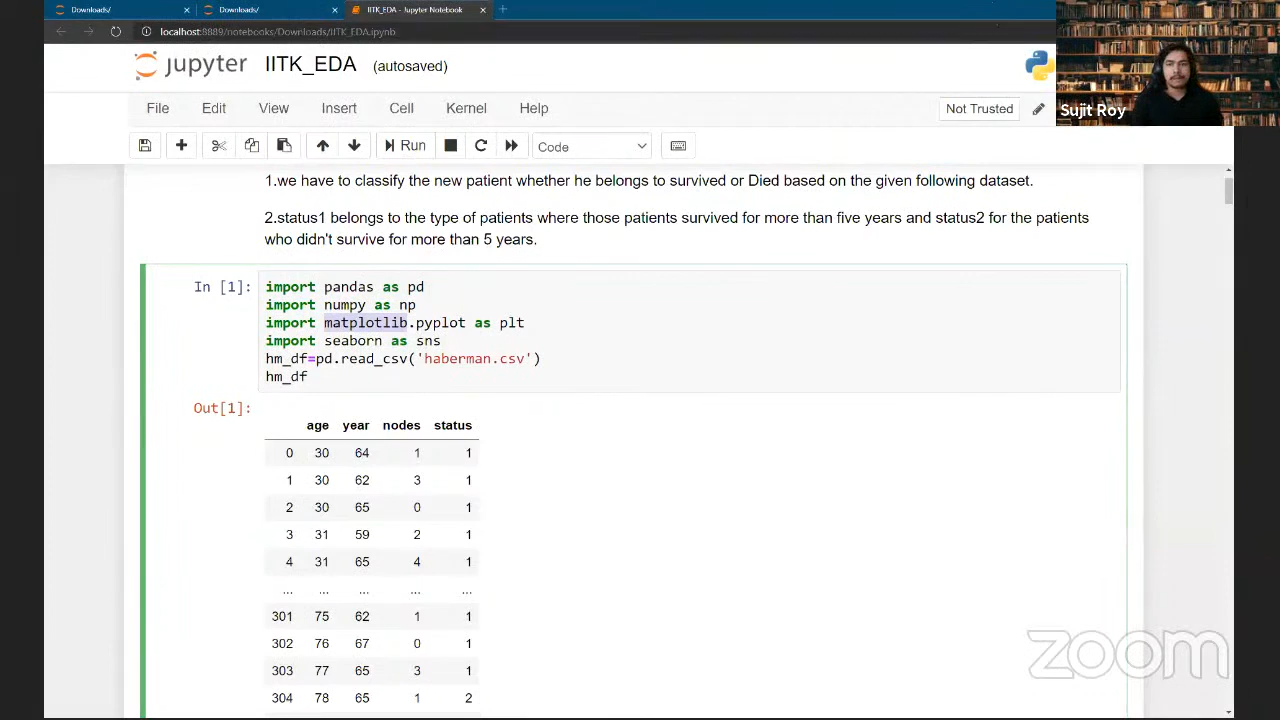 Downloads/
Downloads/
IITK_EDA - Jupyter Notebook
localhost:8889/notebooks/Downloads/IITK_EDA.ipynb
jupyter IITK_EDA (autosaved)
Sujit Roy
File Edit View Insert Cell Kernel Help
Not Trusted
Run
Code
1.we have to classify the new patient whether he belongs to survived or Died based on the given following dataset.
2.status1 belongs to the type of patients where those patients survived for more than five years and status2 for the patients
who didn't survive for more than 5 years.
In [1]: import pandas as pd
import numpy as np
import matplotlib.pyplot as plt
import seaborn as sns
hm_df=pd.read_csv('haberman.csv')
hm_df
Out[1]:
age year nodes status
0 30 64 1 1
1 30 62 3 1
2 30 65 0 1
3 31 59 2 1
4 31 65 4 1
... ... ... ... ...
301 75 62 1 1
302 76 67 0 1
303 77 65 3 1
304 78 65 1 2
zoom